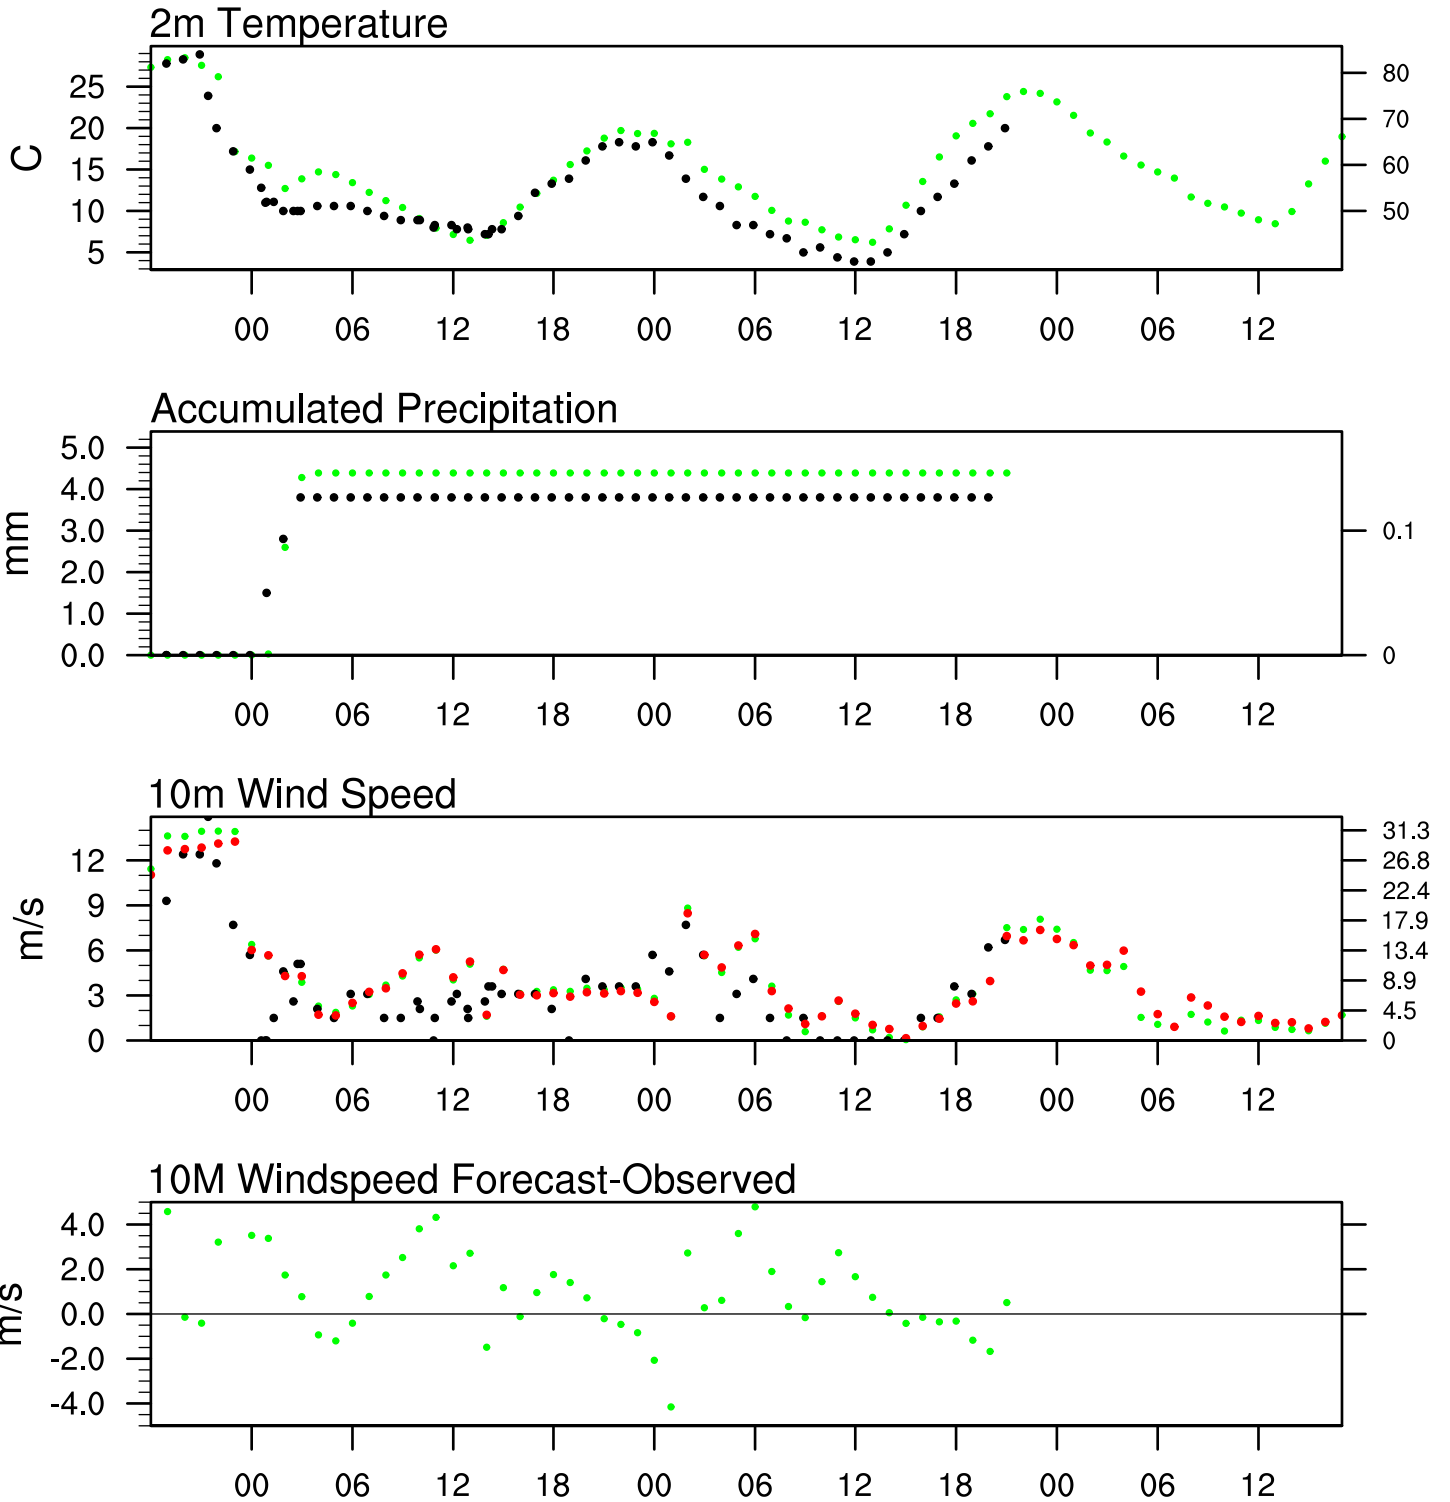 2m Temperature
25
20
15
10
5
C
80
70
60
50
00 06 12 18 00 06 12 18 00 06 12
Accumulated Precipitation
5.0
4.0
3.0
2.0
1.0
0.0
mm
0.1
0
00 06 12 18 00 06 12 18 00 06 12
10m Wind Speed
12
9
6
3
0
m/s
31.3
26.8
22.4
17.9
13.4
8.9
4.5
0
00 06 12 18 00 06 12 18 00 06 12
10M Windspeed Forecast-Observed
4.0
2.0
0.0
-2.0
-4.0
m/s
00 06 12 18 00 06 12 18 00 06 12